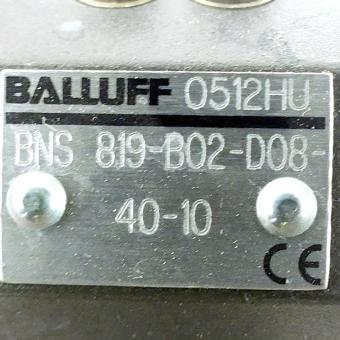 BALLUFF 0512HU
BNS 819-B02-D08-
40-10
CE